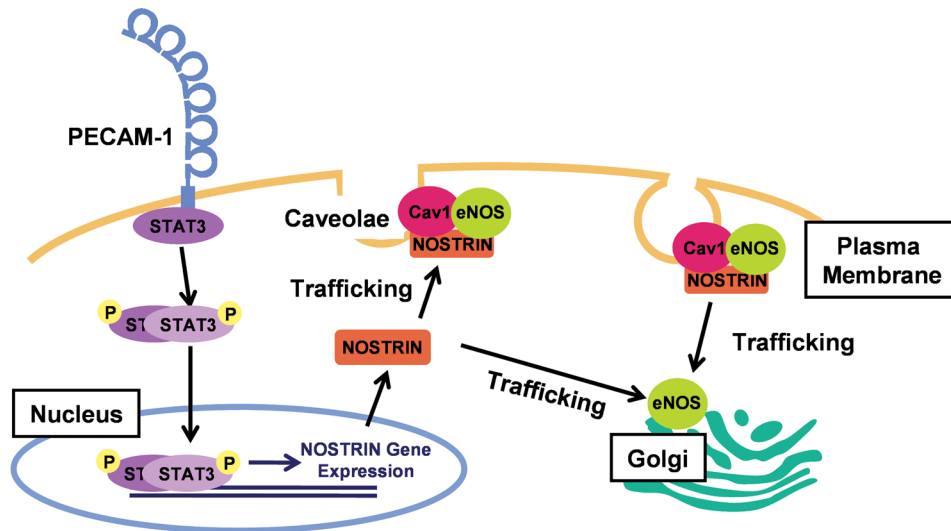 PECAM-1
STAT3
Caveolae
Cav1
eNOS
NOSTRIN
Cav1
eNOS
NOSTRIN
Plasma
Membrane
Trafficking
P
ST
STAT3
P
NOSTRIN
Trafficking
Trafficking
eNOS
Nucleus
P
ST
STAT3
P
NOSTRIN Gene
Expression
Golgi